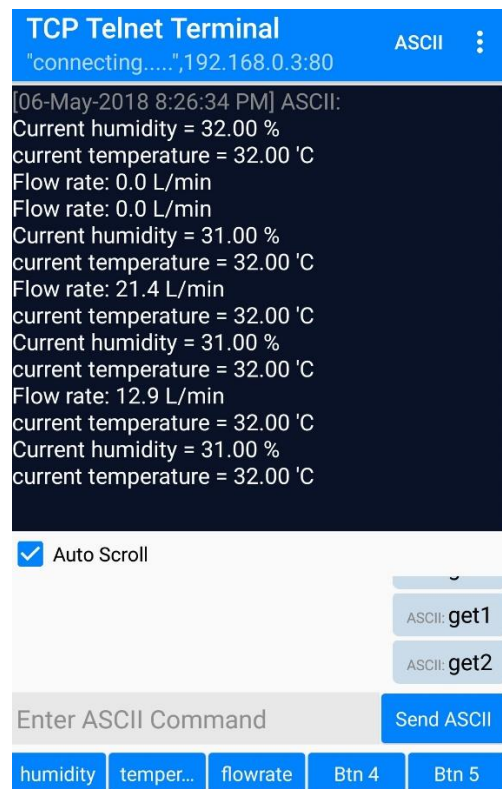 TCP Telnet Terminal
ASCII
"connecting.....",192.168.0.3:80
[06-May-2018 8:26:34 PM] ASCII:
Current humidity = 32.00 %
current temperature = 32.00 'C
Flow rate: 0.0 L/min
Flow rate: 0.0 L/min
Current humidity = 31.00 %
current temperature = 32.00 'C
Flow rate: 21.4 L/min
current temperature = 32.00 'C
Current humidity = 31.00 %
current temperature = 32.00 'C
Flow rate: 12.9 L/min
current temperature = 32.00 'C
Current humidity = 31.00 %
current temperature = 32.00 'C
Auto Scroll
ASCII: get1
ASCII: get2
Enter ASCII Command
Send ASCII
humidity temper... flowrate Btn 4 Btn 5